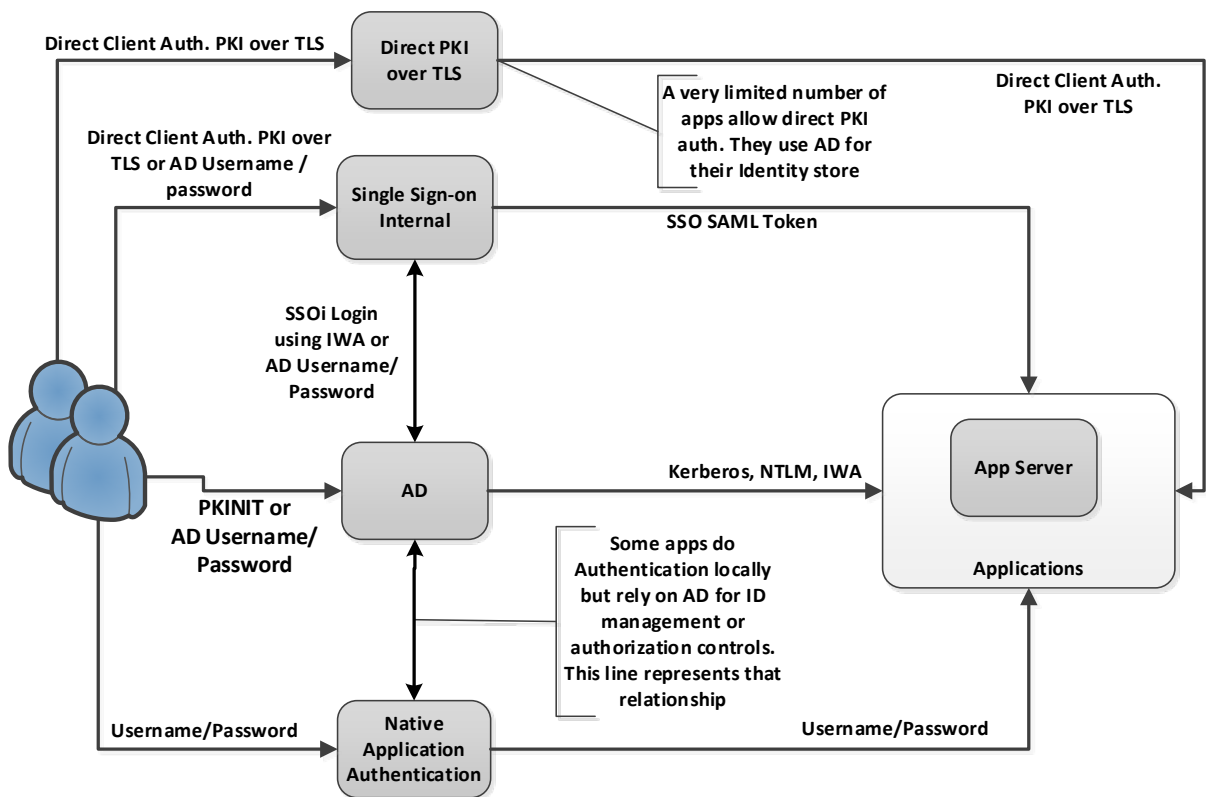 Direct Client Auth. PKI over TLS
Direct PKI
over TLS
A very limited number of
apps allow direct PKI
auth. They use AD for
their Identity store
Direct Client Auth.
PKI over TLS
Direct Client Auth. PKI over
TLS or AD Username /
password
Single Sign-on
Internal
SSO SAML Token
SSOi Login
using IWA or
AD Username/
Password
App Server
Applications
AD
Kerberos, NTLM, IWA
PKINIT or
AD Username/
Password
Some apps do
Authentication locally
but rely on AD for ID
management or
authorization controls.
This line represents that
relationship
Username/Password
Native
Application
Authentication
Username/Password